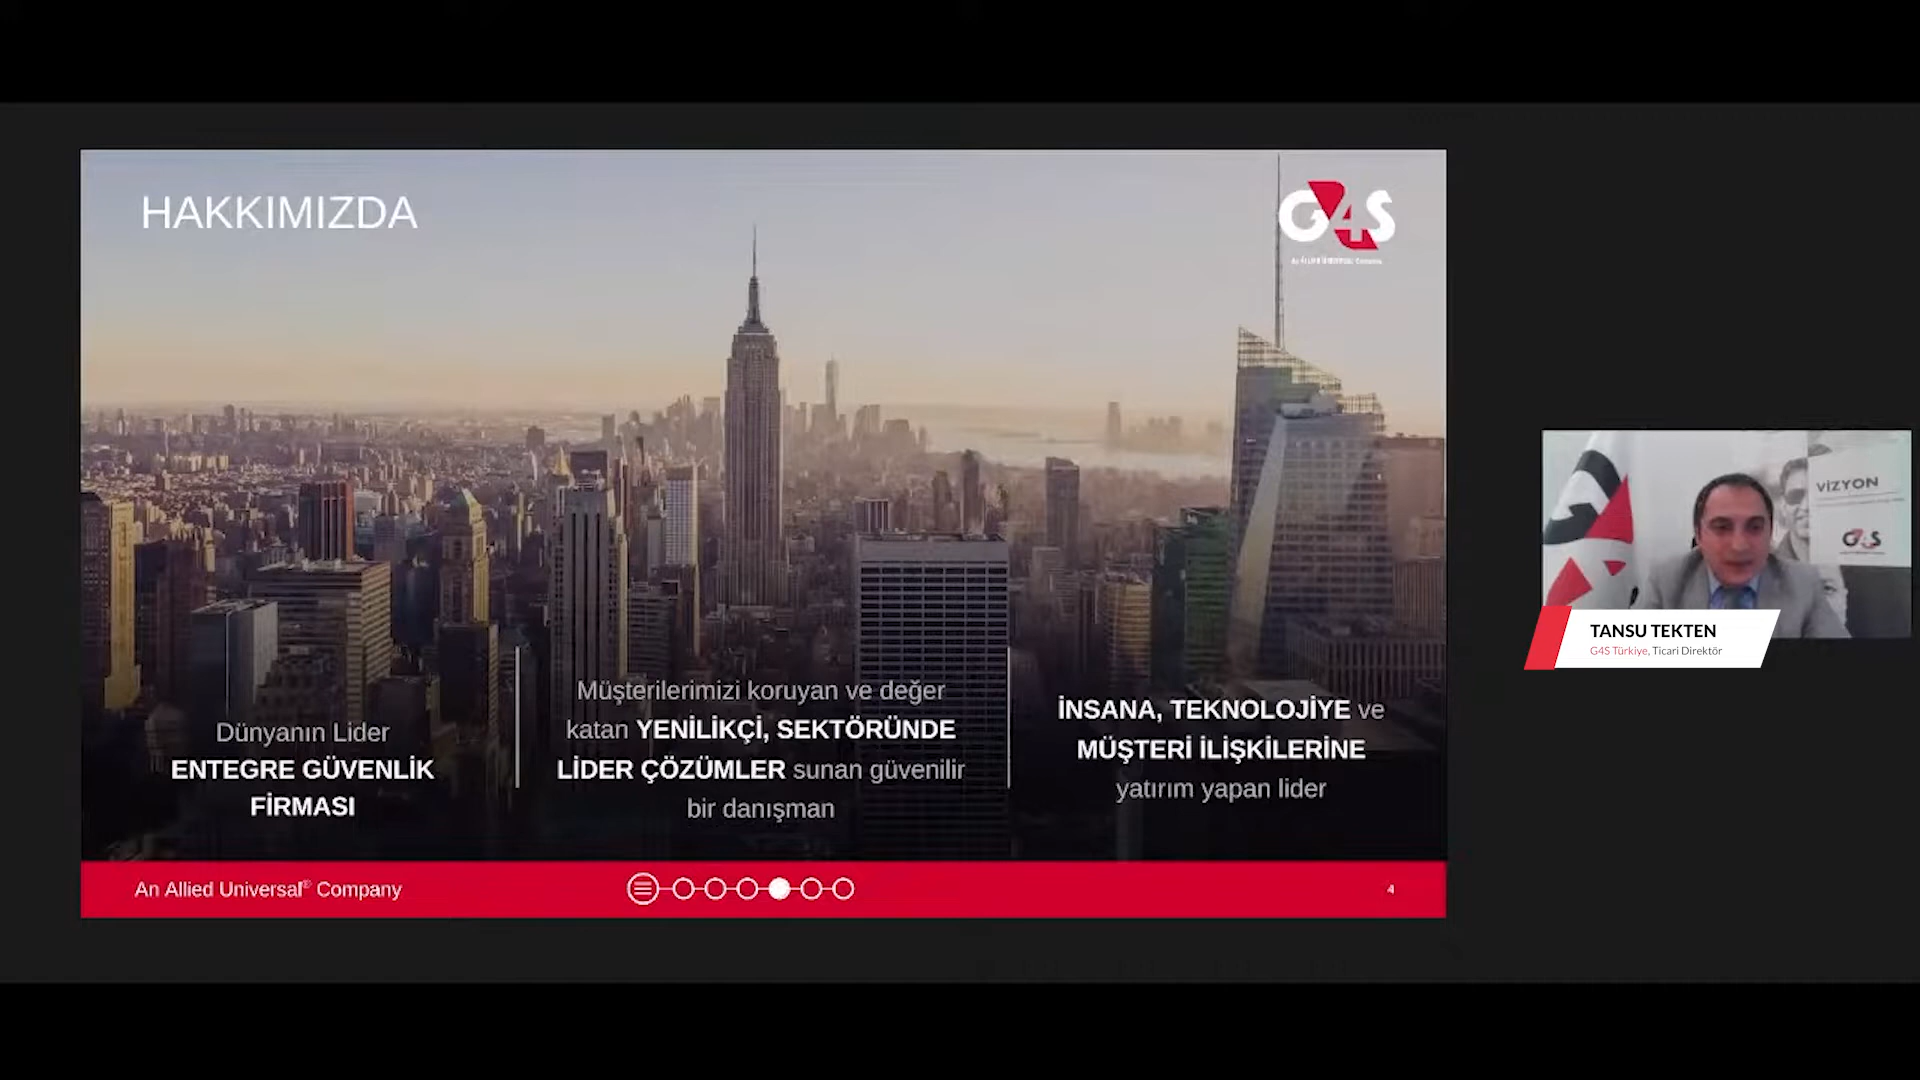 HAKKIMIZDA
G4S
Dünyanın Lider
ENTEGRE GÜVENLİK
FİRMASI
Müşterilerimizi koruyan ve değer
katan YENİLİKÇİ, SEKTÖRÜNDE
LİDER ÇÖZÜMLER sunan güvenilir
bir danışman
İNSANA, TEKNOLOJİYE ve
MÜŞTERİ İLİŞKİLERİNE
yatırım yapan lider
An Allied Universal® Company
4
VİZYON
G4S
TANSU TEKTEN
G4S Türkiye, Ticari Direktör